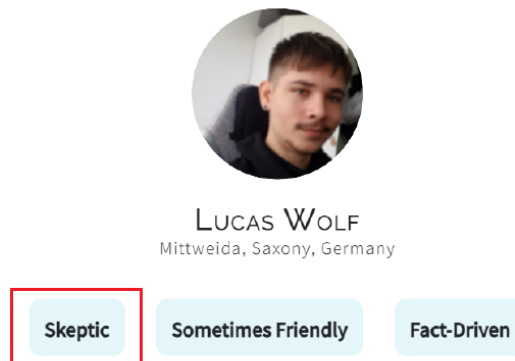 Lucas Wolf
Mittweida, Saxony, Germany
Skeptic Sometimes Friendly Fact-Driven